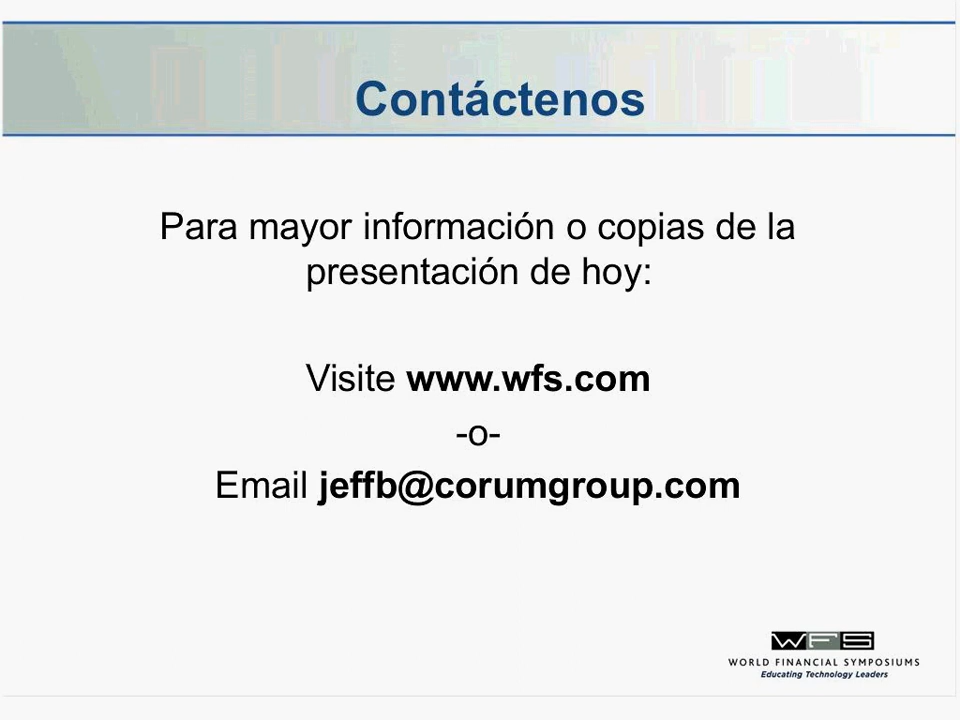 Contáctenos
Para mayor información o copias de la
presentación de hoy:
Visite www.wfs.com
-o-
Email jeffb@corumgroup.com
WFS
WORLD FINANCIAL SYMPOSIUMS
Educating Technology Leaders